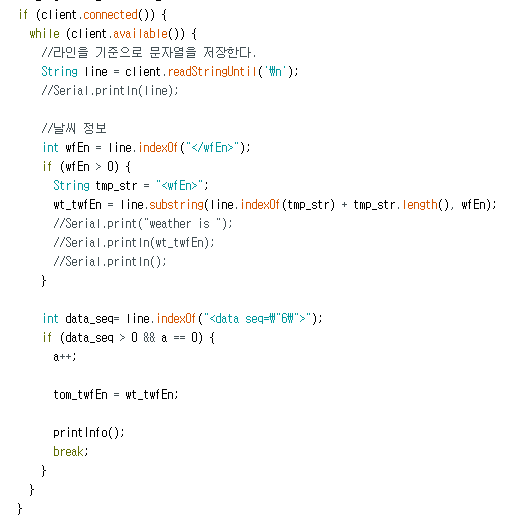 if (client.connected()) {
while (client.available()) {
//라인을 기준으로 문자열을 저장한다.
String line = client.readStringUntil('₩n');
//Serial.println(line);
//날씨 정보
int wfEn = line.indexOf("</wfEn>");
if (wfEn > 0) {
String tmp_str = "<wfEn>";
wt_twfEn = line.substring(line.indexOf(tmp_str) + tmp_str.length(), wfEn);
//Serial.print("weather is ");
//Serial.println(wt_twfEn);
//Serial.println();
}
int data_seq= line.indexOf("<data seq=₩"6₩">");
if (data_seq > 0 && a == 0) {
a++;
tom_twfEn = wt_twfEn;
printInfo();
break;
}
}
}